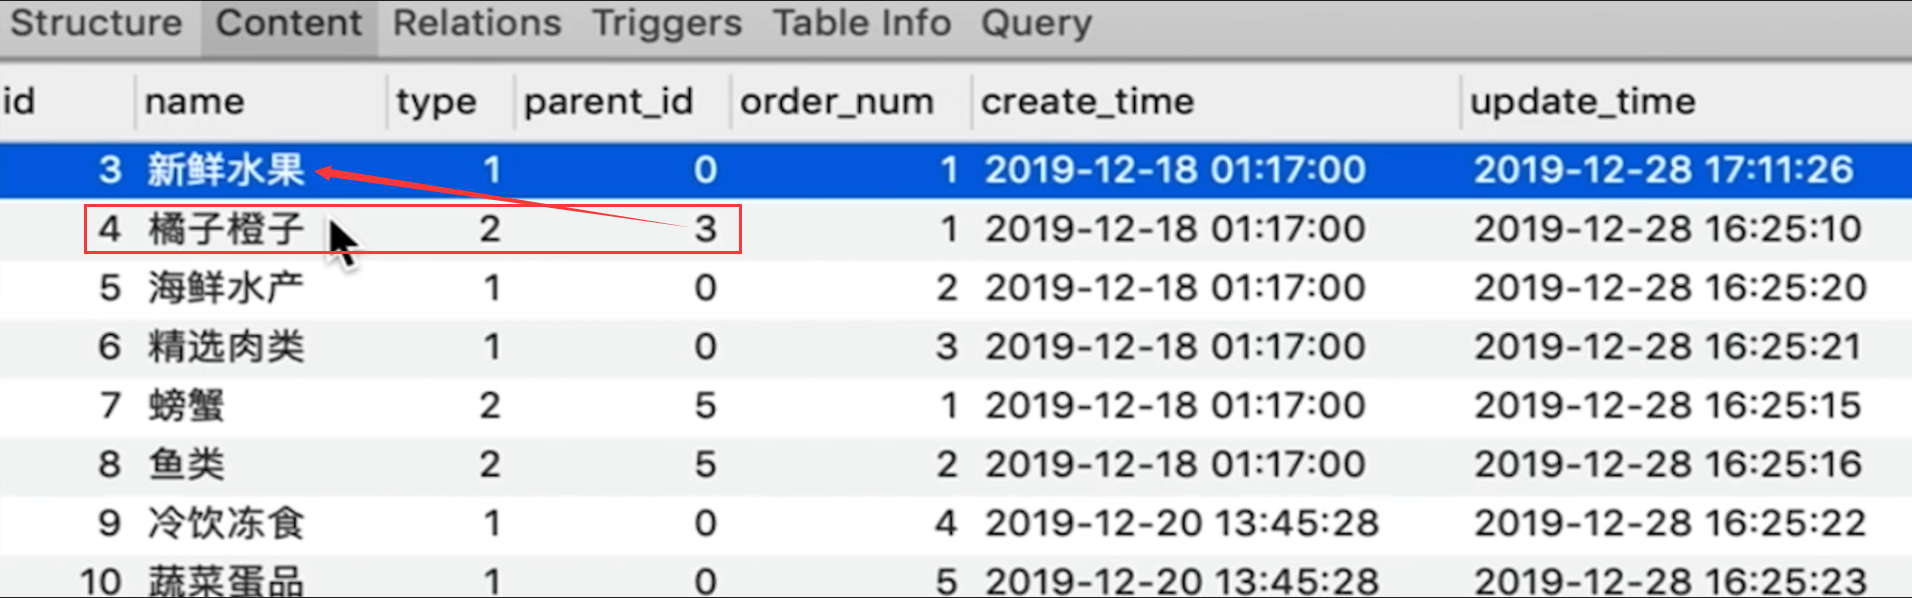 Structure Content Relations Triggers Table Info Query
id name type parent_id order_num create_time update_time
3 新鲜水果 1 0 1 2019-12-18 01:17:00 2019-12-28 17:11:26
4 橘子橙子 2 3 1 2019-12-18 01:17:00 2019-12-28 16:25:10
5 海鲜水产 1 0 2 2019-12-18 01:17:00 2019-12-28 16:25:20
6 精选肉类 1 0 3 2019-12-18 01:17:00 2019-12-28 16:25:21
7 螃蟹 2 5 1 2019-12-18 01:17:00 2019-12-28 16:25:15
8 鱼类 2 5 2 2019-12-18 01:17:00 2019-12-28 16:25:16
9 冷饮冻食 1 0 4 2019-12-20 13:45:28 2019-12-28 16:25:22
10 蔬菜蛋品 1 0 5 2019-12-20 13:45:28 2019-12-28 16:25:23